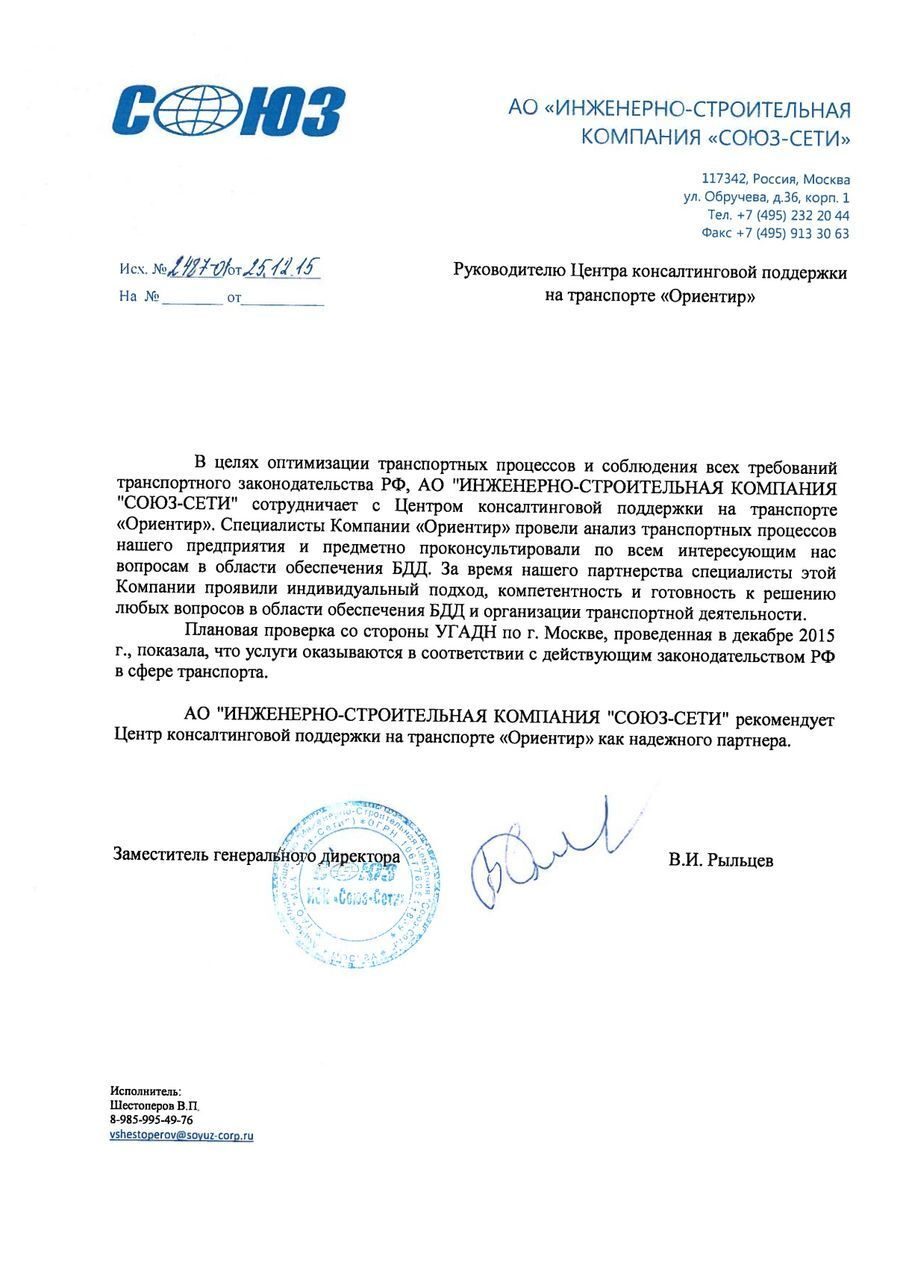 СОЮЗ
АО «ИНЖЕНЕРНО-СТРОИТЕЛЬНАЯ
КОМПАНИЯ «СОЮЗ-СЕТИ»
117342, Россия, Москва
ул. Обручева, д.36, корп. 1
Тел. +7 (495) 232 20 44
Факс +7 (495) 913 30 63
Исх. № 2487-01 от 25.12.15
На № ________ от__________
Руководителю Центра консалтинговой поддержки
на транспорте «Ориентир»
В целях оптимизации транспортных процессов и соблюдения всех требований
транспортного законодательства РФ, АО "ИНЖЕНЕРНО-СТРОИТЕЛЬНАЯ КОМПАНИЯ
"СОЮЗ-СЕТИ" сотрудничает с Центром консалтинговой поддержки на транспорте
«Ориентир». Специалисты Компании «Ориентир» провели анализ транспортных процессов
нашего предприятия и предметно проконсультировали по всем интересующим нас
вопросам в области обеспечения БДД. За время нашего партнерства специалисты этой
Компании проявили индивидуальный подход, компетентность и готовность к решению
любых вопросов в области обеспечения БДД и организации транспортной деятельности.
Плановая проверка со стороны УГАДН по г. Москве, проведенная в декабре 2015
г., показала, что услуги оказываются в соответствии с действующим законодательством РФ
в сфере транспорта.
АО "ИНЖЕНЕРНО-СТРОИТЕЛЬНАЯ КОМПАНИЯ "СОЮЗ-СЕТИ" рекомендует
Центр консалтинговой поддержки на транспорте «Ориентир» как надежного партнера.
Заместитель генерального директора
В.И. Рыльцев
СОЮЗ
ИСК «Союз-Сети»
МОСКВА
Исполнитель:
Шестоперов В.П.
8-985-995-49-76
vshestoperov@soyuz-corp.ru